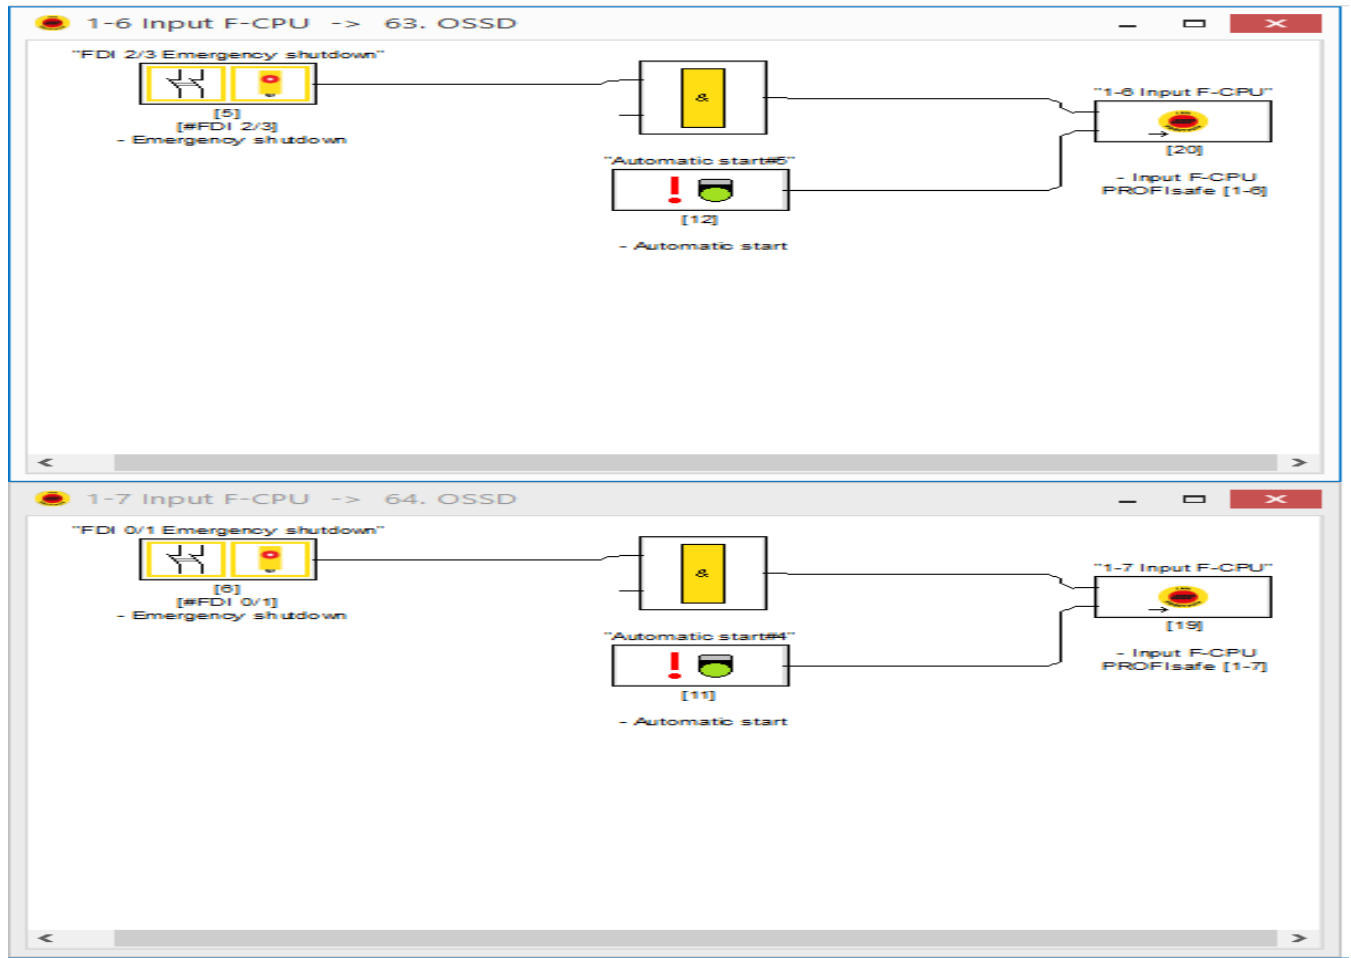 1-6 Input F-CPU -> 63. OSSD
"FDI 2/3 Emergency shutdown"
[5]
[#FDI 2/3]
- Emergency shutdown
&
"Automatic start#5"
[12]
- Automatic start
"1-6 Input F-CPU"
[20]
- Input F-CPU
PROFIsafe [1-6]
1-7 Input F-CPU -> 64. OSSD
"FDI 0/1 Emergency shutdown"
[6]
[#FDI 0/1]
- Emergency shutdown
&
"Automatic start#4"
[11]
- Automatic start
"1-7 Input F-CPU"
[19]
- Input F-CPU
PROFIsafe [1-7]